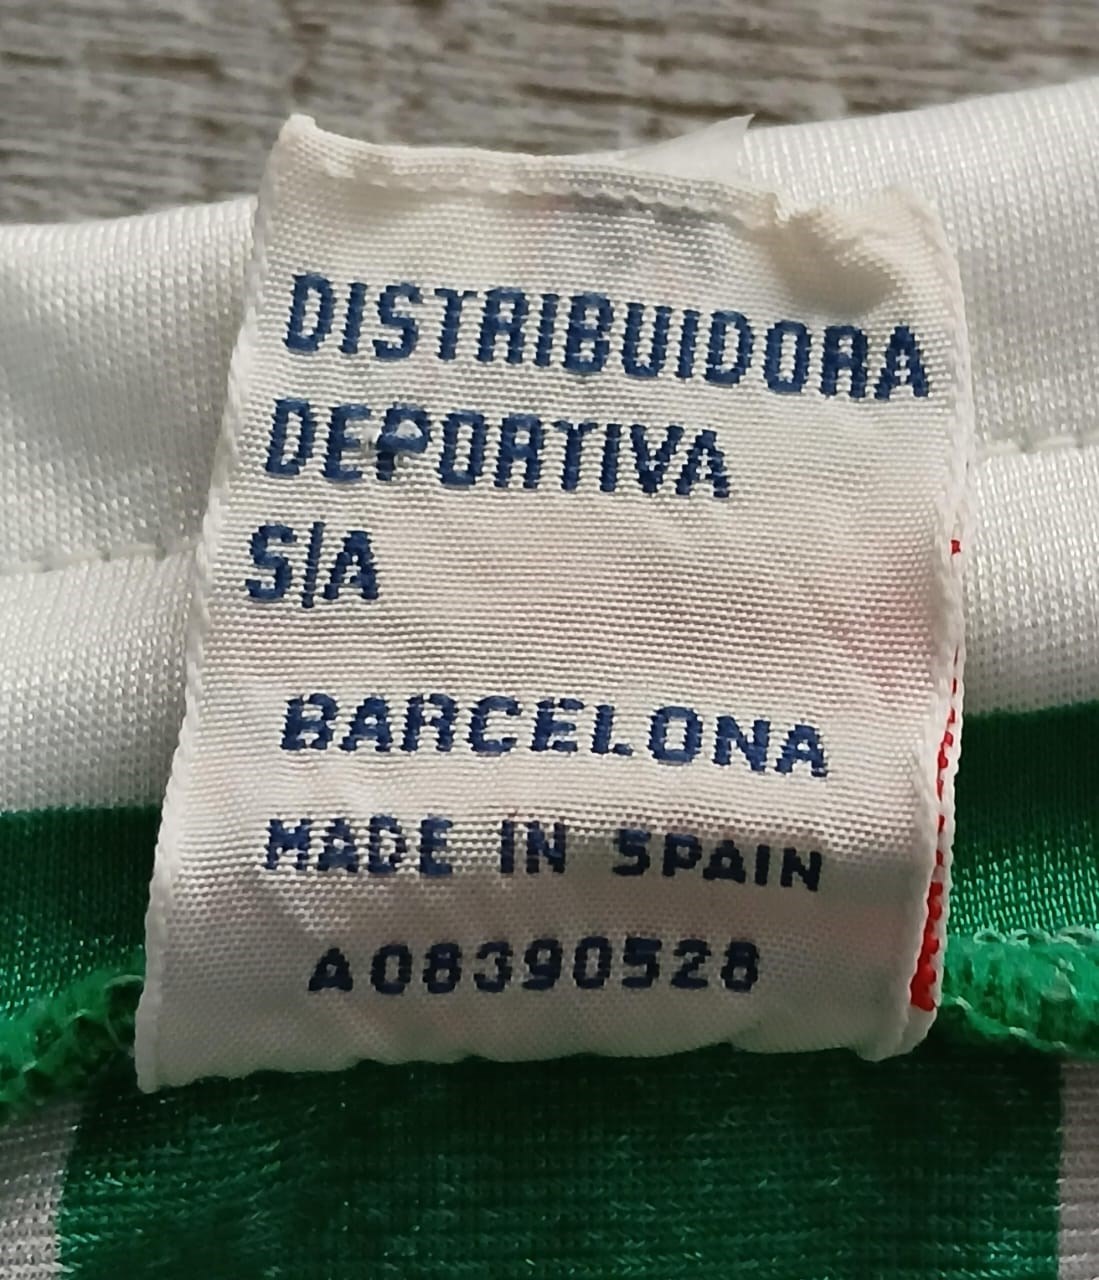 DISTRIBUIDORA
DEPORTIVA
S/A
BARCELONA
MADE IN SPAIN
A08390528